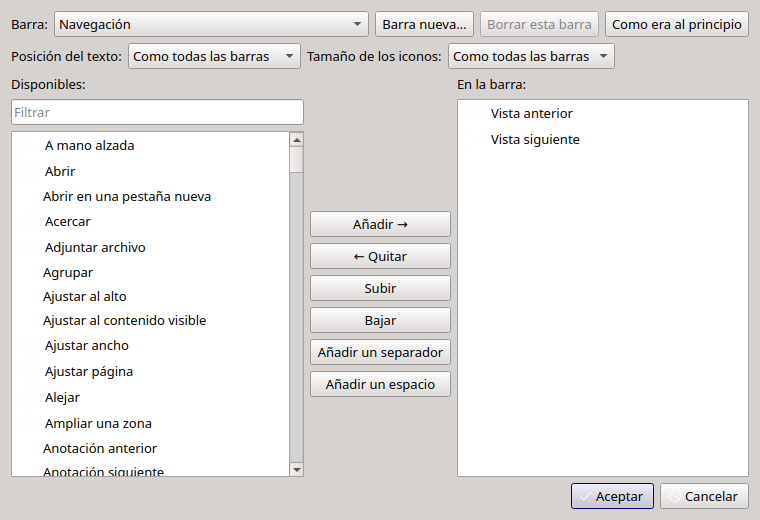 Barra: Navegación Barra nueva... Borrar esta barra Como era al principio
Posición del texto: Como todas las barras Tamaño de los iconos: Como todas las barras
Disponibles: En la barra:
Filtrar
A mano alzada
Abrir
Abrir en una pestaña nueva
Acercar
Adjuntar archivo
Agrupar
Ajustar al alto
Ajustar al contenido visible
Ajustar ancho
Ajustar página
Alejar
Ampliar una zona
Anotación anterior
Anotación siguiente
Añadir →
← Quitar
Subir
Bajar
Añadir un separador
Añadir un espacio
Vista anterior
Vista siguiente
Aceptar Cancelar